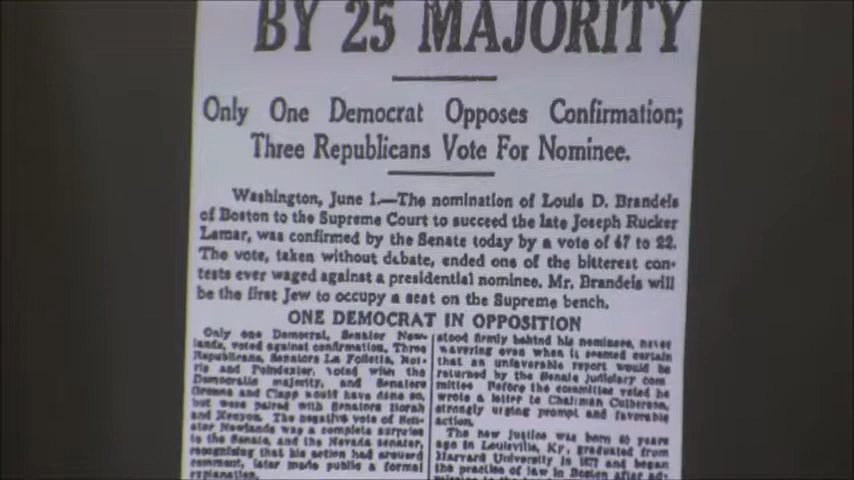 BY 25 MAJORITY
Only One Democrat Opposes Confirmation;
Three Republicans Vote For Nominee.
Washington, June 1.—The nomination of Louis D. Brandeis
of Boston to the Supreme Court to succeed the late Joseph Rucker
Lamar, was confirmed by the Senate today by a vote of 47 to 22.
The vote, taken without debate, ended one of the bitterest con-
tests ever waged against a presidential nominee. Mr. Brandeis will
be the first Jew to occupy a seat on the Supreme bench.
ONE DEMOCRAT IN OPPOSITION
Only one Democrat, Senator New-
lands, voted against confirmation. Three
Republicans, Senators La Follette, Nor-
ris and Poindexter, voted with the
Democratic majority, and Senators
Gronna and Clapp would have done so,
but were paired with Senators Borah
and Kenyon. The negative vote of Sen-
ator Newlands was a complete surprise
to the Senate, and the Nevada senator,
recognizing that his action had aroused
comment, later made public a formal
explanation.
stood firmly behind his nominee, never
wavering even when it seemed certain
that an unfavorable report would be
returned by the Senate judiciary com
mittee. Before the committee voted he
wrote a letter to Chairman Culberson,
strongly urging prompt and favorable
action.
The new justice was born 60 years
ago in Louisville, Ky., graduated from
Harvard University in 1877 and began
the practice of law in Boston after ad-